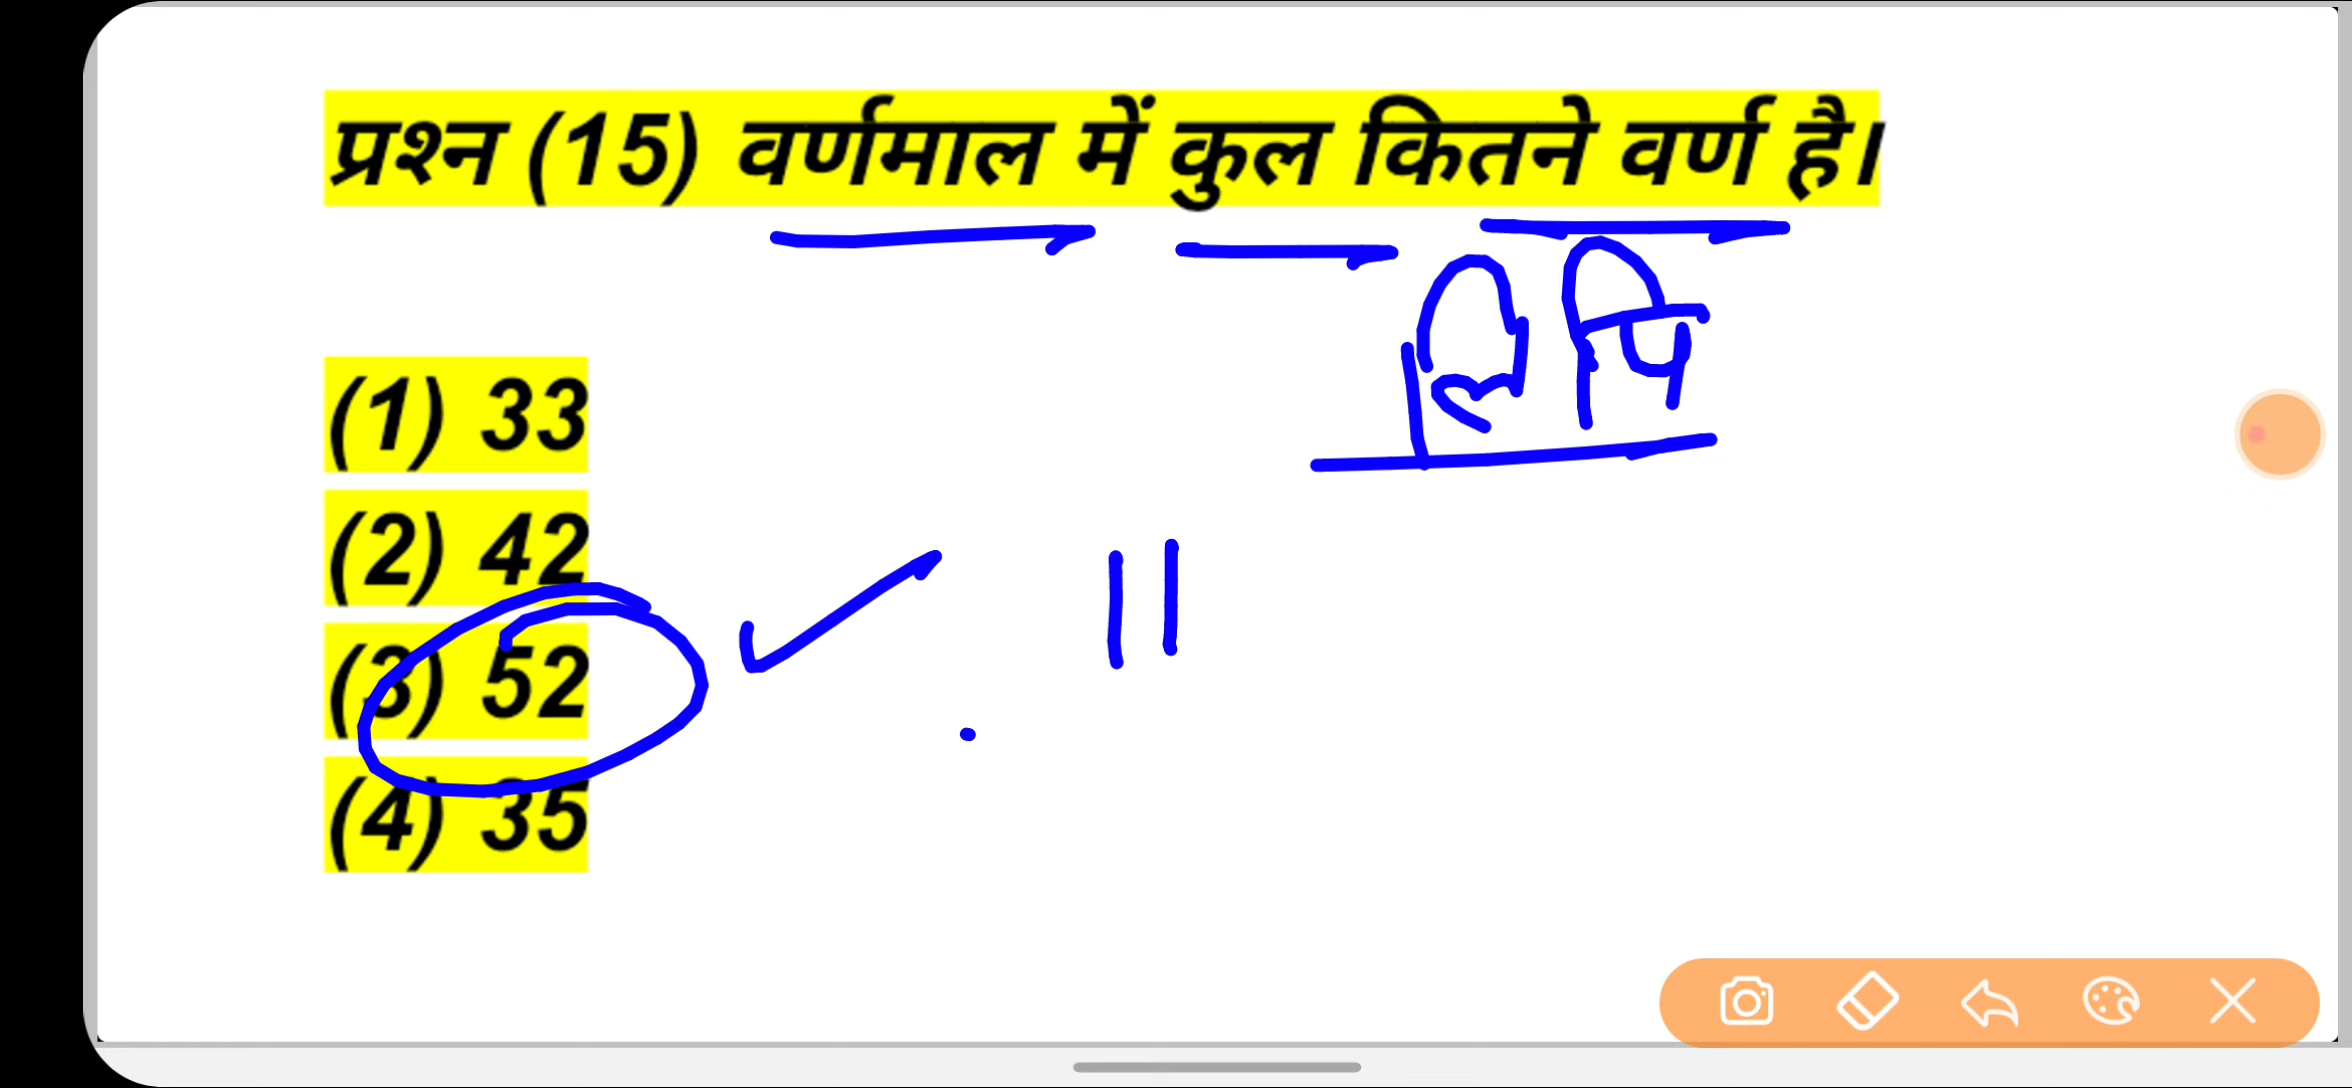 प्रश्न (15) वर्णमाल में कुल कितने वर्ण है।
(1) 33
(2) 42
(3) 52
(4) 35